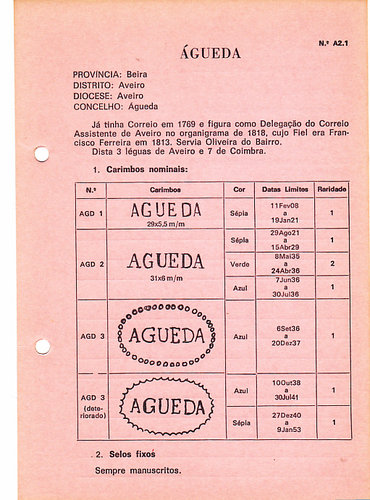 N.º A2.1
ÁGUEDA
PROVÍNCIA: Beira
DISTRITO: Aveiro
DIOCESE: Aveiro
CONCELHO: Águeda
Já tinha Correio em 1769 e figura como Delegação do Correio
Assistente de Aveiro no organigrama de 1818, cujo Fiel era Fran-
cisco Ferreira em 1813. Servia Oliveira do Bairro.
Dista 3 léguas de Aveiro e 7 de Coimbra.
1. Carimbos nominais:
N.º Carimbos Cor Datas Limites Raridade
AGD 1 AGUEDA 29x5,5 m/m Sépia 11Fev08 a 19Jan21 1
AGD 2 AGUEDA 31x6 m/m Sépia 29Ago21 a 15Abr29 1
Verde 8Mai35 a 24Abr36 2
Azul 7Jun36 a 30Jul36 1
AGD 3 AGUEDA Azul 6Set36 a 20Dez37 1
AGD 3 (dete-riorado) AGUEDA Azul 10Out38 a 30Jul41 1
Sépia 27Dez40 a 9Jan53 1
2. Selos fixos
Sempre manuscritos.